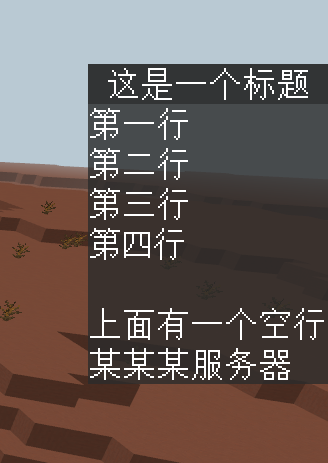 这是一个标题
第一行
第二行
第三行
第四行
上面有一个空行
某某某服务器